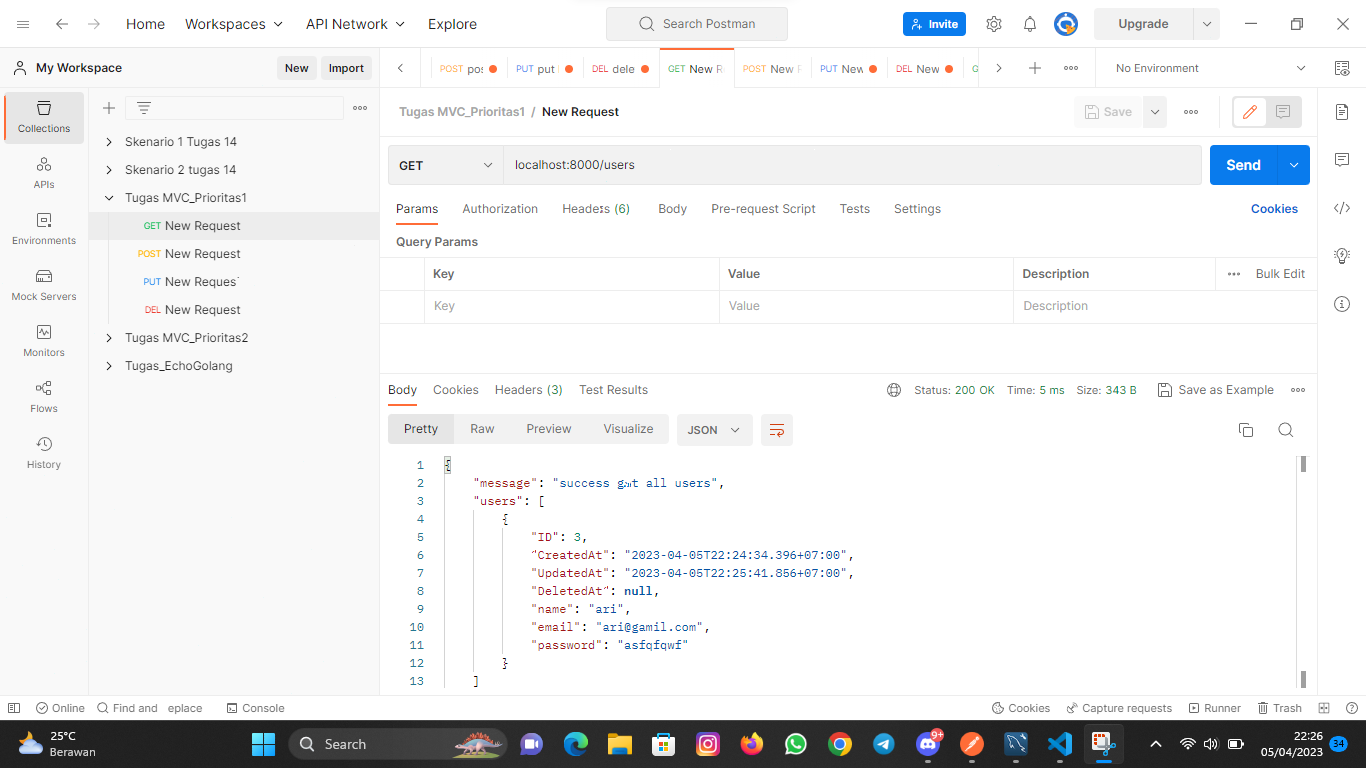 Home Workspaces API Network Explore Search Postman Invite Upgrade
My Workspace New Import POST pos PUT put DEL dele GET New Re POST New R PUT New DEL New G No Environment
Collections
APIs
Environments
Mock Servers
Monitors
Flows
History
Skenario 1 Tugas 14
Skenario 2 tugas 14
Tugas MVC_Prioritas1
GET New Request
POST New Request
PUT New Reques
DEL New Request
Tugas MVC_Prioritas2
Tugas_EchoGolang
Tugas MVC_Prioritas1 / New Request Save
GET localhost:8000/users Send
Params Authorization Headers (6) Body Pre-request Script Tests Settings Cookies
Query Params
Key Value Description Bulk Edit
Key Value Description
Body Cookies Headers (3) Test Results Status: 200 OK Time: 5 ms Size: 343 B Save as Example
Pretty Raw Preview Visualize JSON
1 {
2 "message": "success get all users",
3 "users": [
4 {
5 "ID": 3,
6 "CreatedAt": "2023-04-05T22:24:34.396+07:00",
7 "UpdatedAt": "2023-04-05T22:25:41.856+07:00",
8 "DeletedAt": null,
9 "name": "ari",
10 "email": "ari@gamil.com",
11 "password": "asfqfqwf"
12 }
13 ]
Online Find and eplace Console Cookies Capture requests Runner Trash
25°C
Berawan
Search
9+
22:26
05/04/2023
34